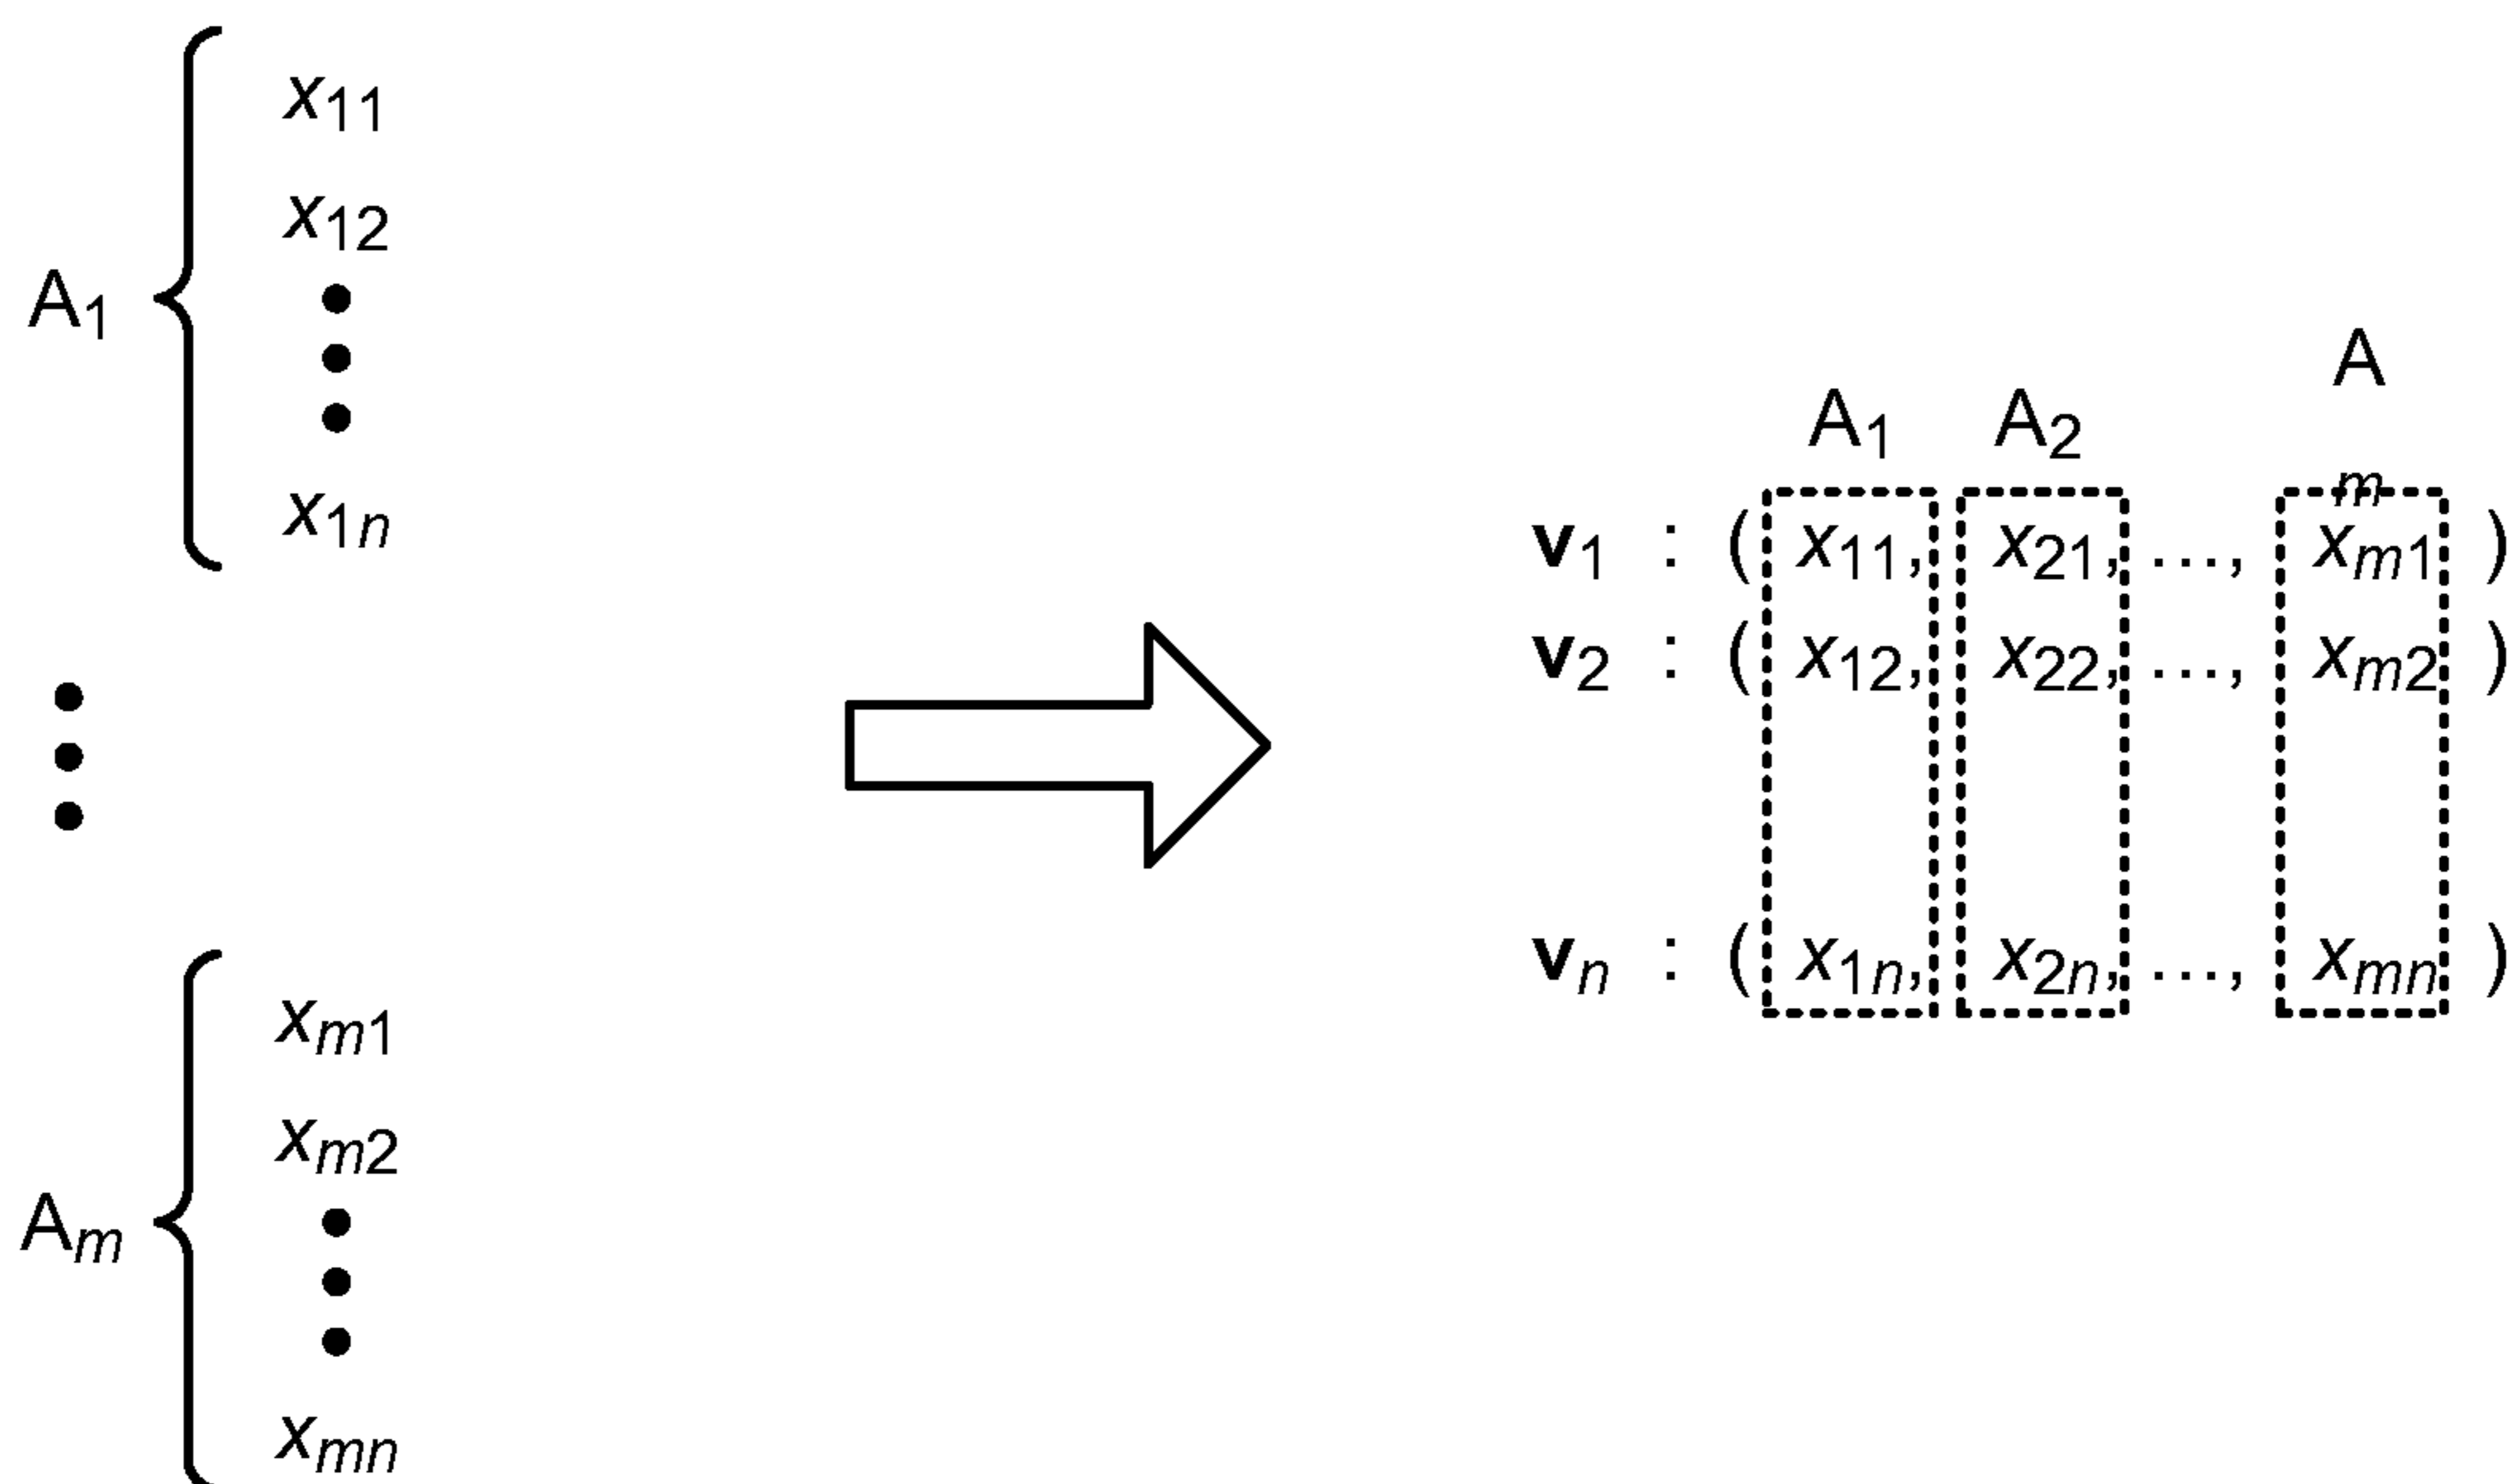 x11
x12
A1
x1n
xm1
xm2
Am
xmn
A1 A2 Am
v1 : ( x11, x21, ..., xm1 )
v2 : ( x12, x22, ..., xm2 )
vn : ( x1n, x2n, ..., xmn )